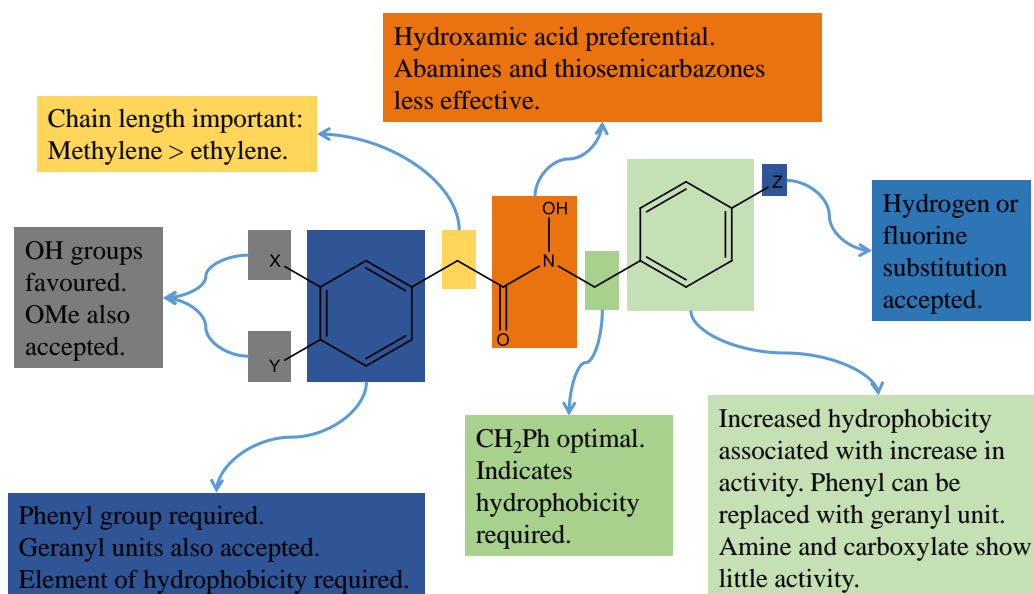 Hydroxamic acid preferential.
Abamines and thiosemicarbazones
less effective.
Chain length important:
Methylene > ethylene.
OH groups
favoured.
OMe also
accepted.
X
Y
O
N
OH
Z
Hydrogen or
fluorine
substitution
accepted.
Phenyl group required.
Geranyl units also accepted.
Element of hydrophobicity required.
CH₂Ph optimal.
Indicates
hydrophobicity
required.
Increased hydrophobicity
associated with increase in
activity. Phenyl can be
replaced with geranyl unit.
Amine and carboxylate show
little activity.